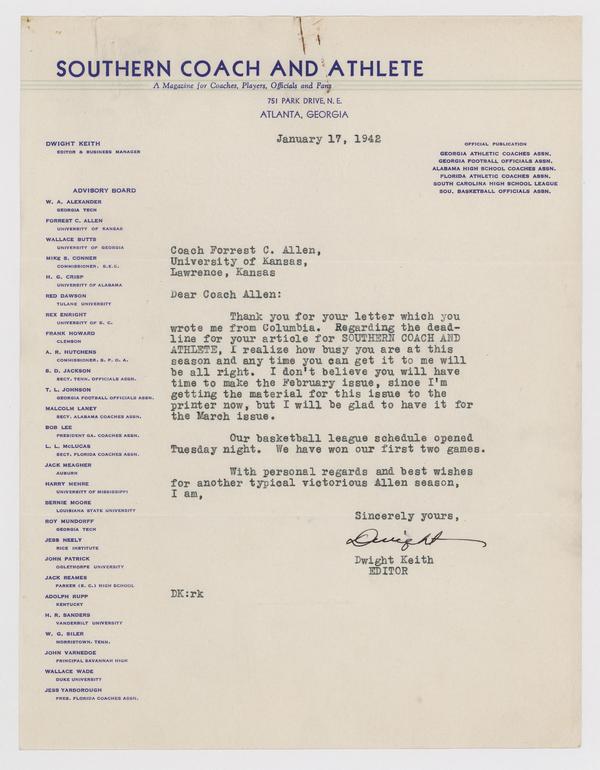 SOUTHERN COACH AND ATHLETE
A Magazine for Coaches, Players, Officials and Fans
751 PARK DRIVE, N. E.
ATLANTA, GEORGIA
January 17, 1942
DWIGHT KEITH
EDITOR & BUSINESS MANAGER
OFFICIAL PUBLICATION
GEORGIA ATHLETIC COACHES ASSN.
GEORGIA FOOTBALL OFFICIALS ASSN.
ALABAMA HIGH SCHOOL COACHES ASSN.
FLORIDA ATHLETIC COACHES ASSN.
SOUTH CAROLINA HIGH SCHOOL LEAGUE
SOU. BASKETBALL OFFICIALS ASSN.
ADVISORY BOARD
W. A. ALEXANDER
GEORGIA TECH
FORREST C. ALLEN
UNIVERSITY OF KANSAS
WALLACE BUTTS
UNIVERSITY OF GEORGIA
MIKE S. CONNER
COMMISSIONER, S.E.C.
H. G. CRISP
UNIVERSITY OF ALABAMA
RED DAWSON
TULANE UNIVERSITY
REX ENRIGHT
UNIVERSITY OF S. C.
FRANK HOWARD
CLEMSON
A. R. HUTCHENS
COMMISSIONER, S. F. O. A.
S. D. JACKSON
SECY. TENN. OFFICIALS ASSN.
T. L. JOHNSON
GEORGIA FOOTBALL OFFICIALS ASSN.
MALCOLM LANEY
SECT. ALABAMA COACHES ASSN.
BOB LEE
PRESIDENT GA. COACHES ASSN.
L. L. McLUCAS
SECT. FLORIDA COACHES ASSN.
JACK MEAGHER
AUBURN
HARRY MEHRE
UNIVERSITY OF MISSISSIPPI
BERNIE MOORE
LOUISIANA STATE UNIVERSITY
ROY MUNDORFF
GEORGIA TECH
JESS NEELY
RICE INSTITUTE
JOHN PATRICK
OGLETHORPE UNIVERSITY
JACK REAMES
PARKER (S. C.) HIGH SCHOOL
ADOLPH RUPP
KENTUCKY
H. R. SANDERS
VANDERBILT UNIVERSITY
W. G. SILER
MORRISTOWN, TENN.
JOHN VARNEDOE
PRINCIPAL SAVANNAH HIGH
WALLACE WADE
DUKE UNIVERSITY
JESS YARBOROUGH
PRES. FLORIDA COACHES ASSN.
Coach Forrest C. Allen,
University of Kansas,
Lawrence, Kansas
Dear Coach Allen:
Thank you for your letter which you
wrote me from Columbia. Regarding the dead-
line for your article for SOUTHERN COACH AND
ATHLETE, I realize how busy you are at this
season and any time you can get it to me will
be all right. I don't believe you will have
time to make the February issue, since I'm
getting the material for this issue to the
printer now, but I will be glad to have it for
the March issue.
Our basketball league schedule opened
Tuesday night. We have won our first two games.
With personal regards and best wishes
for another typical victorious Allen season,
I am,
Sincerely yours,
Dwight
Dwight Keith
EDITOR
DK:rk